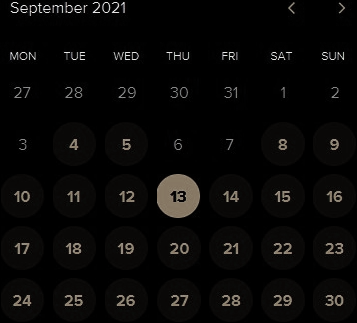 September 2021
MON TUE WED THU FRI SAT SUN
27 28 29 30 31 1 2
3 4 5 6 7 8 9
10 11 12 13 14 15 16
17 18 19 20 21 22 23
24 25 26 27 28 29 30